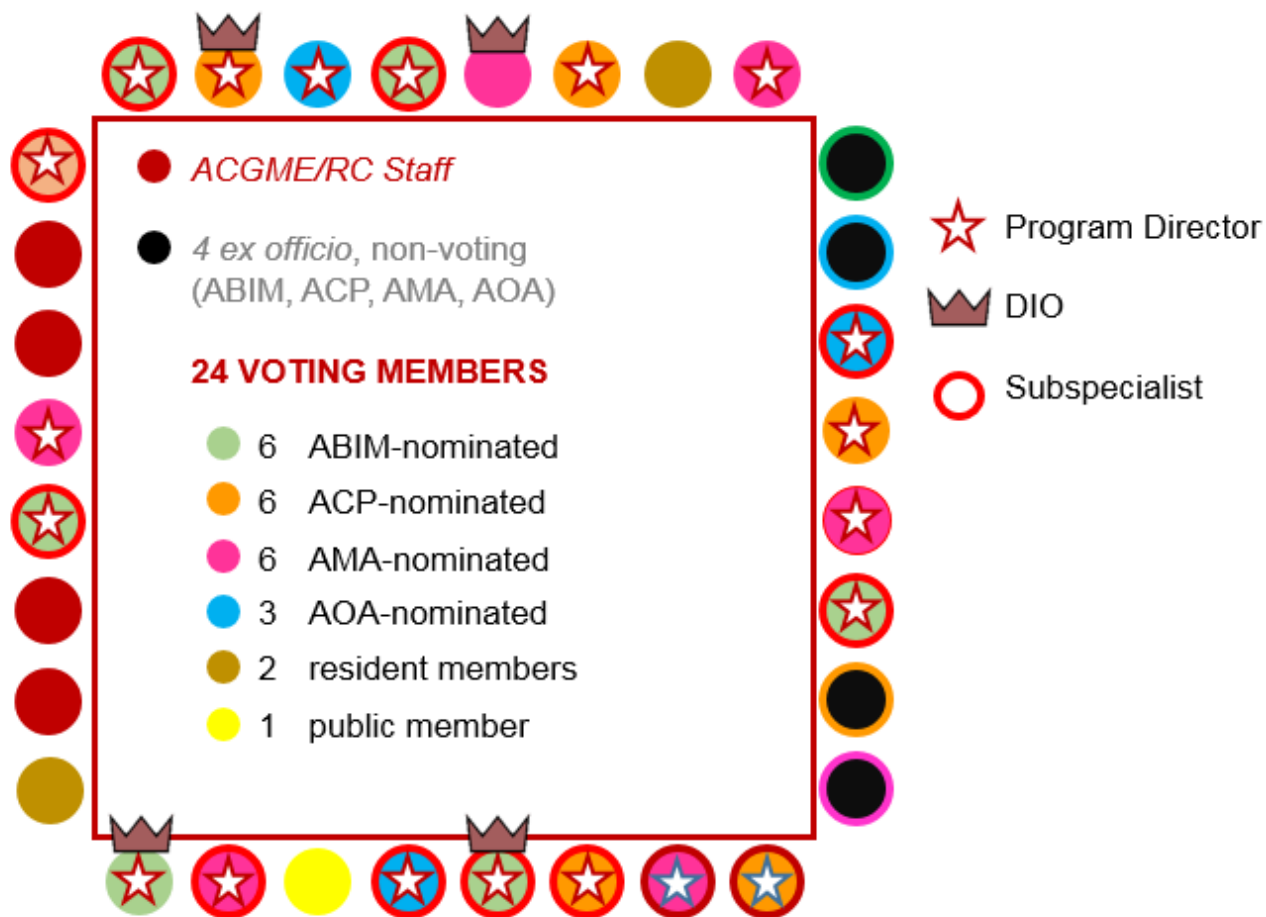 ACGME/RC Staff
4 ex officio, non-voting
(ABIM, ACP, AMA, AOA)
24 VOTING MEMBERS
6 ABIM-nominated
6 ACP-nominated
6 AMA-nominated
3 AOA-nominated
2 resident members
1 public member
Program Director
DIO
Subspecialist